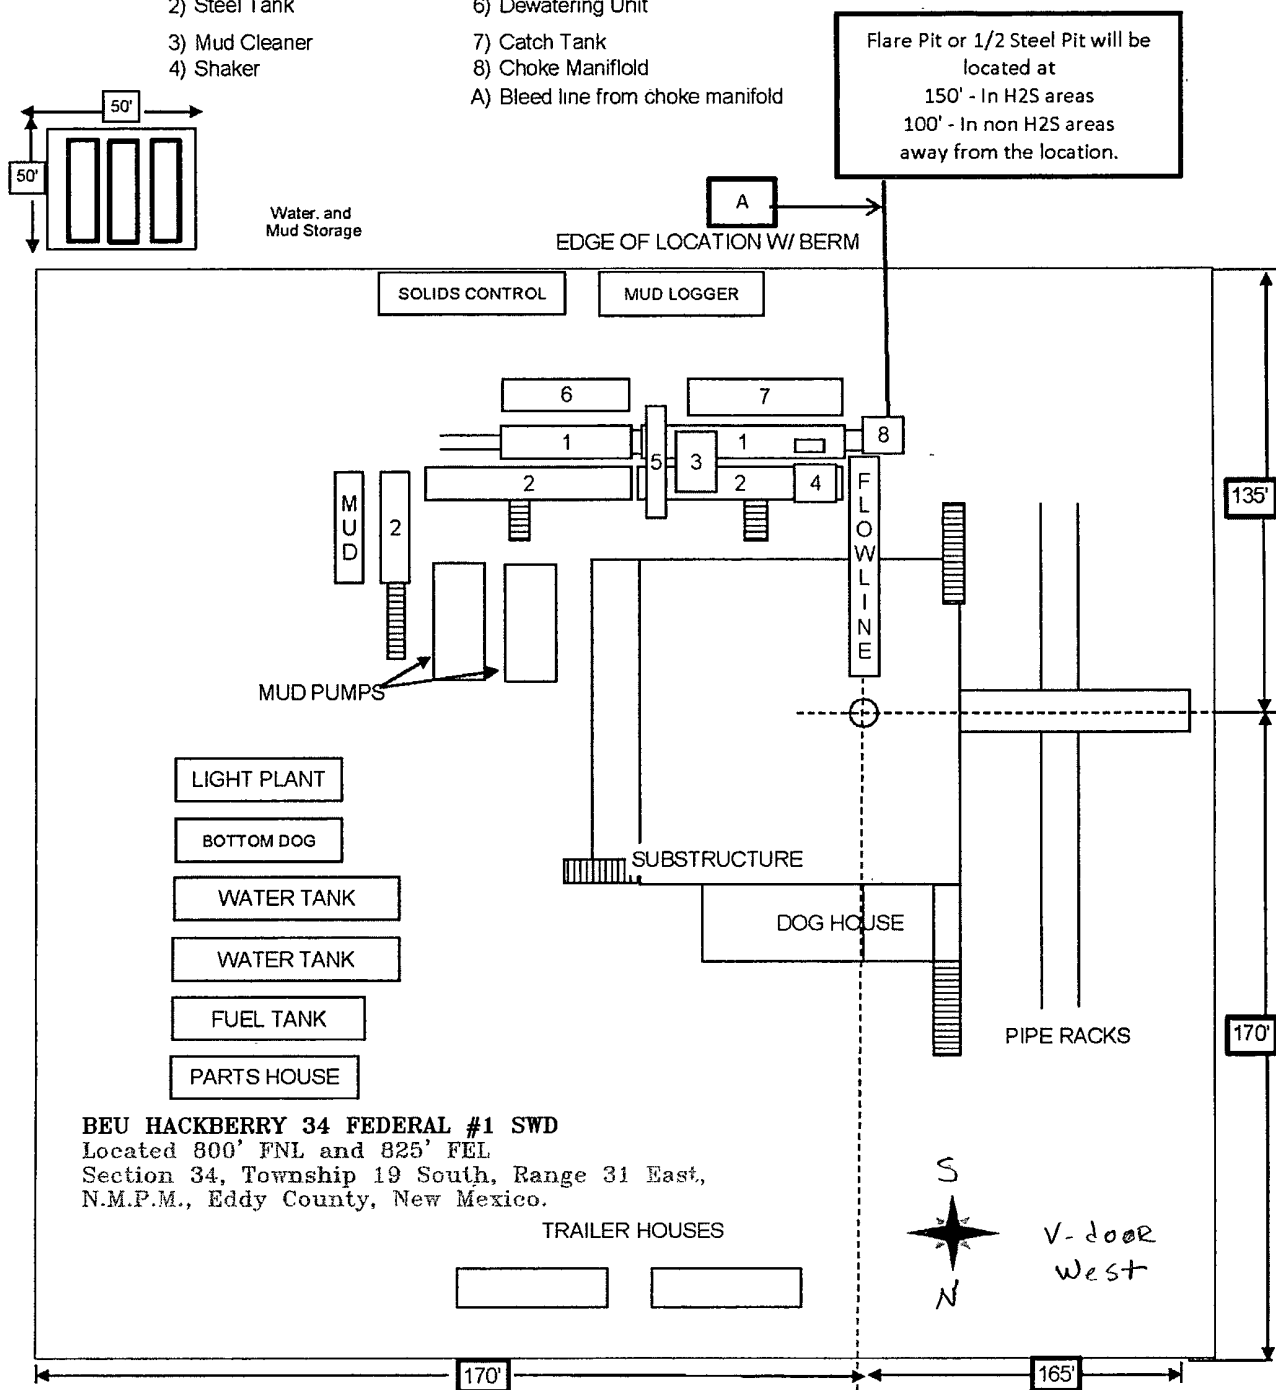 2) Steel Tank
6) Dewatering Unit
3) Mud Cleaner
7) Catch Tank
4) Shaker
8) Choke Maniflold
A) Bleed line from choke manifold
Flare Pit or 1/2 Steel Pit will be
located at
150' - In H2S areas
100' - In non H2S areas
away from the location.
50'
50'
Water. and
Mud Storage
A
EDGE OF LOCATION W/ BERM
SOLIDS CONTROL
MUD LOGGER
6
7
1
1
8
5
3
2
2
4
MUD
2
FLOWLINE
135'
MUD PUMPS
LIGHT PLANT
BOTTOM DOG
WATER TANK
WATER TANK
FUEL TANK
PARTS HOUSE
SUBSTRUCTURE
DOG HOUSE
PIPE RACKS
170'
BEU HACKBERRY 34 FEDERAL #1 SWD
Located 800' FNL and 825' FEL
Section 34, Township 19 South, Range 31 East,
N.M.P.M., Eddy County, New Mexico.
TRAILER HOUSES
S
N
V-door
West
170'
165'